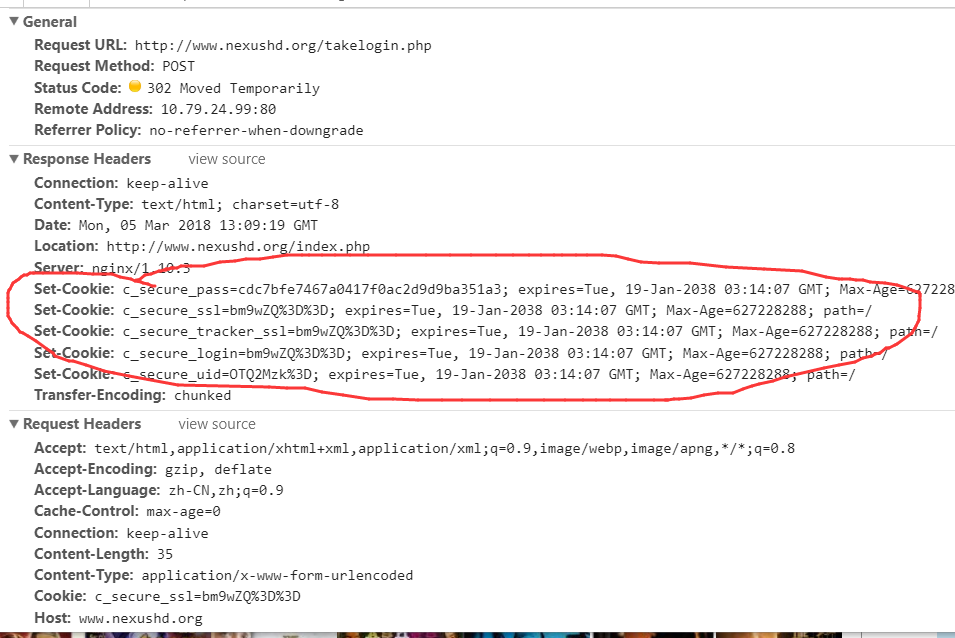 General
Request URL: http://www.nexushd.org/takelogin.php
Request Method: POST
Status Code: 302 Moved Temporarily
Remote Address: 10.79.24.99:80
Referrer Policy: no-referrer-when-downgrade
Response Headers view source
Connection: keep-alive
Content-Type: text/html; charset=utf-8
Date: Mon, 05 Mar 2018 13:09:19 GMT
Location: http://www.nexushd.org/index.php
Server: nginx/1.10.3
Set-Cookie: c_secure_pass=cdc7bfe7467a0417f0ac2d9d9ba351a3; expires=Tue, 19-Jan-2038 03:14:07 GMT; Max-Age=627228
Set-Cookie: c_secure_ssl=bm9wZQ%3D%3D; expires=Tue, 19-Jan-2038 03:14:07 GMT; Max-Age=627228288; path=/
Set-Cookie: c_secure_tracker_ssl=bm9wZQ%3D%3D; expires=Tue, 19-Jan-2038 03:14:07 GMT; Max-Age=627228288; path=/
Set-Cookie: c_secure_login=bm9wZQ%3D%3D; expires=Tue, 19-Jan-2038 03:14:07 GMT; Max-Age=627228288; path=/
Set-Cookie: c_secure_uid=OTQ2Mzk%3D; expires=Tue, 19-Jan-2038 03:14:07 GMT; Max-Age=627228288; path=/
Transfer-Encoding: chunked
Request Headers view source
Accept: text/html,application/xhtml+xml,application/xml;q=0.9,image/webp,image/apng,*/*;q=0.8
Accept-Encoding: gzip, deflate
Accept-Language: zh-CN,zh;q=0.9
Cache-Control: max-age=0
Connection: keep-alive
Content-Length: 35
Content-Type: application/x-www-form-urlencoded
Cookie: c_secure_ssl=bm9wZQ%3D%3D
Host: www.nexushd.org